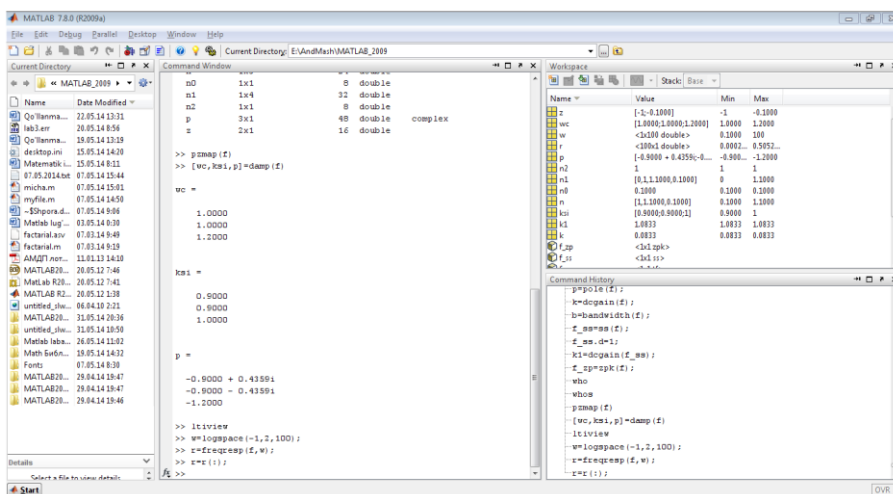 MATLAB 7.8.0 (R2009a)
File Edit Debug Parallel Desktop Window Help
Current Directory: E:\AndMash\MATLAB_2009
Current Directory
« MATLAB_2009
Name Date Modified
Qo'llanma... 22.05.14 13:31
lab3.err 20.05.14 8:56
Qo'llanma... 19.05.14 13:19
desktop.ini 15.05.14 14:20
Matematik i... 15.05.14 8:11
07.05.2014.txt 07.05.14 15:44
micha.m 07.05.14 15:01
myfile.m 07.05.14 14:50
~$Shpora.d... 07.05.14 9:06
Matlab lug'... 03.05.14 0:30
factarial.asv 07.03.14 9:49
factarial.m 07.03.14 9:19
АМДП лот... 11.01.13 14:10
MATLAB20... 20.05.12 7:46
MatLab R20... 20.05.12 7:41
MATLAB R2... 20.05.12 1:38
untitled_slw... 06.04.10 2:21
MATLAB20... 31.05.14 20:36
untitled_slw... 31.05.14 10:50
Matlab laba... 26.05.14 11:02
Math Библ... 19.05.14 14:32
Fonts 07.05.14 8:30
MATLAB20... 29.04.14 19:47
MATLAB20... 29.04.14 19:47
MATLAB20... 29.04.14 19:46
Details
Select a file to view details
Start
Command Window
n0 1x1 8 double
n1 1x4 32 double
n2 1x1 8 double
p 3x1 48 double complex
z 2x1 16 double
>> pzmap(f)
>> [wc,ksi,p]=damp(f)
wc =
1.0000
1.0000
1.2000
ksi =
0.9000
0.9000
1.0000
p =
-0.9000 + 0.4359i
-0.9000 - 0.4359i
-1.2000
>> ltiview
>> w=logspace(-1,2,100);
>> r=freqresp(f,w);
>> r=r(:);
fx >>
Workspace
Stack: Base
Name Value Min Max
z [-1;-0.1000] -1 -0.1000
wc [1.0000;1.0000;1.2000] 1.0000 1.2000
w <1x100 double> 0.1000 100
r <100x1 double> 0.0002... 0.5052...
p [-0.9000 + 0.4359i;-0.... -0.900... -1.2000
n2 1 1 1
n1 [0,1,1.1000,0.1000] 0 1.1000
n0 0.1000 0.1000 0.1000
n [1,1.1000,0.1000] 0.1000 1.1000
ksi [0.9000;0.9000;1] 0.9000 1
k1 1.0833 1.0833 1.0833
k 0.0833 0.0833 0.0833
f_zp <1x1 zpk>
f_ss <1x1 ss>
Command History
p=pole(f);
k=dcgain(f);
b=bandwidth(f);
f_ss=ss(f);
f_ss.d=1;
k1=dcgain(f_ss);
f_zp=zpk(f);
who
whos
pzmap(f)
[wc,ksi,p]=damp(f)
ltiview
w=logspace(-1,2,100);
r=freqresp(f,w);
r=r(:);
OVR